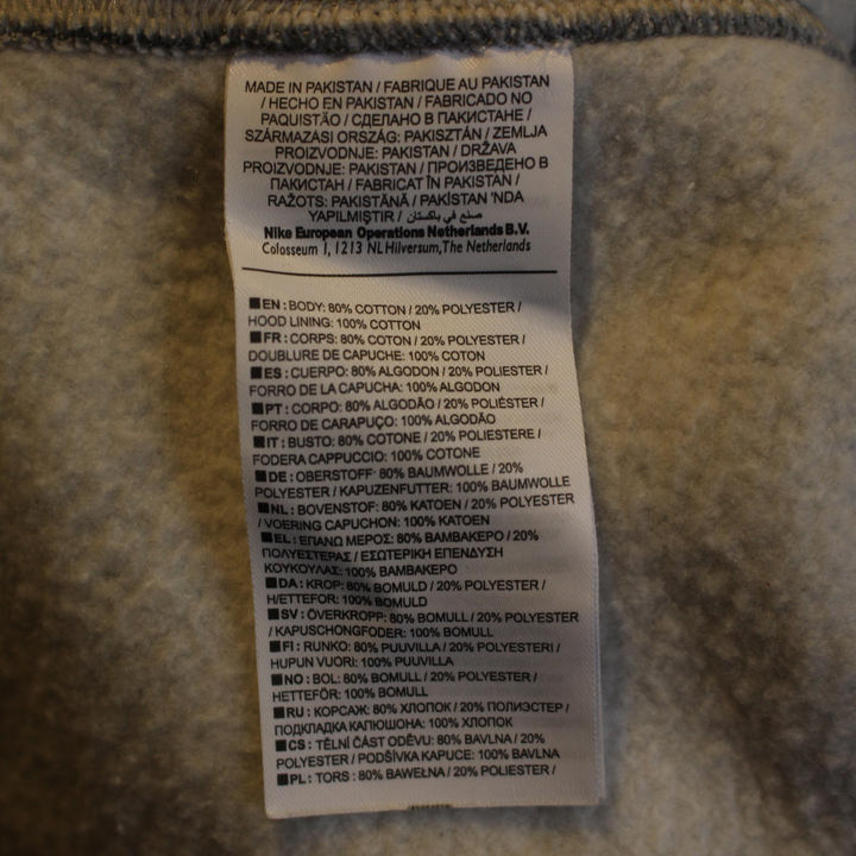 MADE IN PAKISTAN / FABRIQUE AU PAKISTAN
/ HECHO EN PAKISTAN / FABRICADO NO
PAQUISTÃO / СДЕЛАНО В ПАКИСТАНЕ /
SZÁRMAZÁSI ORSZÁG: PAKISZTÁN / ZEMLJA
PROIZVODNJE: PAKISTAN / DRŽAVA
PROIZVODNJE: PAKISTAN / ПРОИЗВЕДЕНО В
ПАКИСТАН / FABRICAT ÎN PAKISTAN /
RAŽOTS: PAKISTĀNĀ / PAKİSTAN 'NDA
YAPILMIŞTIR / صنع في باكستان
Nike European Operations Netherlands B.V.
Colosseum 1, 1213 NL Hilversum, The Netherlands
EN : BODY: 80% COTTON / 20% POLYESTER /
HOOD LINING: 100% COTTON
FR : CORPS: 80% COTON / 20% POLYESTER /
DOUBLURE DE CAPUCHE: 100% COTON
ES : CUERPO: 80% ALGODON / 20% POLIESTER /
FORRO DE LA CAPUCHA: 100% ALGODON
PT : CORPO: 80% ALGODÃO / 20% POLIÉSTER /
FORRO DE CARAPUÇO: 100% ALGODÃO
IT : BUSTO: 80% COTONE / 20% POLIESTERE /
FODERA CAPPUCCIO: 100% COTONE
DE : OBERSTOFF: 80% BAUMWOLLE / 20%
POLYESTER / KAPUZENFUTTER: 100% BAUMWOLLE
NL : BOVENSTOF: 80% KATOEN / 20% POLYESTER
/ VOERING CAPUCHON: 100% KATOEN
EL : ΕΠΑΝΩ ΜΕΡΟΣ: 80% ΒΑΜΒΑΚΕΡΟ / 20%
ΠΟΛΥΕΣΤΕΡΑΣ / ΕΣΩΤΕΡΙΚΗ ΕΠΕΝΔΥΣΗ
ΚΟΥΚΟΥΛΑΣ: 100% ΒΑΜΒΑΚΕΡΟ
DA : KROP: 80% BOMULD / 20% POLYESTER /
HÆTTEFOR: 100% BOMULD
SV : ÖVERKROPP: 80% BOMULL / 20% POLYESTER
/ KAPUSCHONGFODER: 100% BOMULL
FI : RUNKO: 80% PUUVILLA / 20% POLYESTERI /
HUPUN VUORI: 100% PUUVILLA
NO : BOL: 80% BOMULL / 20% POLYESTER /
HETTEFÔR: 100% BOMULL
RU : КОРСАЖ: 80% ХЛОПОК / 20% ПОЛИЭСТЕР /
ПОДКЛАДКА КАПЮШОНА: 100% ХЛОПОК
CS : TĚLNÍ ČÁST ODĚVU: 80% BAVLNA / 20%
POLYESTER / PODŠÍVKA KAPUCE: 100% BAVLNA
PL : TORS : 80% BAWEŁNA / 20% POLIESTER /